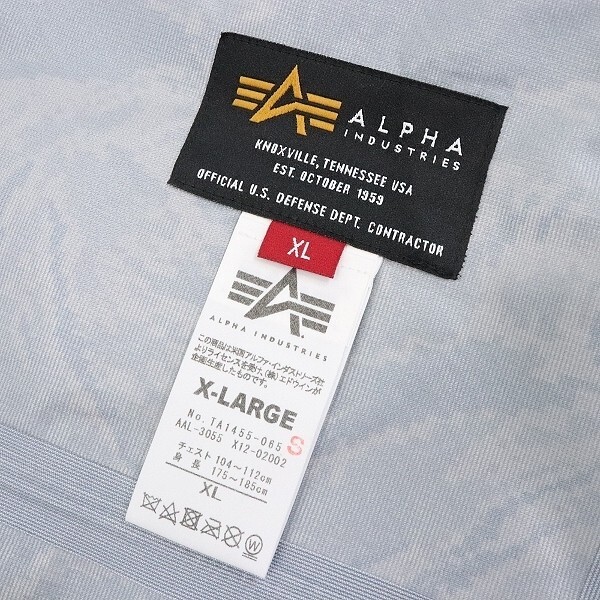 ALPHA
INDUSTRIES
KNOXVILLE, TENNESSEE USA
EST. OCTOBER 1959
OFFICIAL U.S. DEFENSE DEPT. CONTRACTOR
XL
ALPHA INDUSTRIES
この商品は米国アルファ・インダストリーズ社
よりライセンスを受け、(株)エドウインが
企画生産したものです。
X-LARGE
No. TA1455-065 S
AAL-3055 X12-02002
チェスト 104～112cm
身長 175～185cm
XL
W